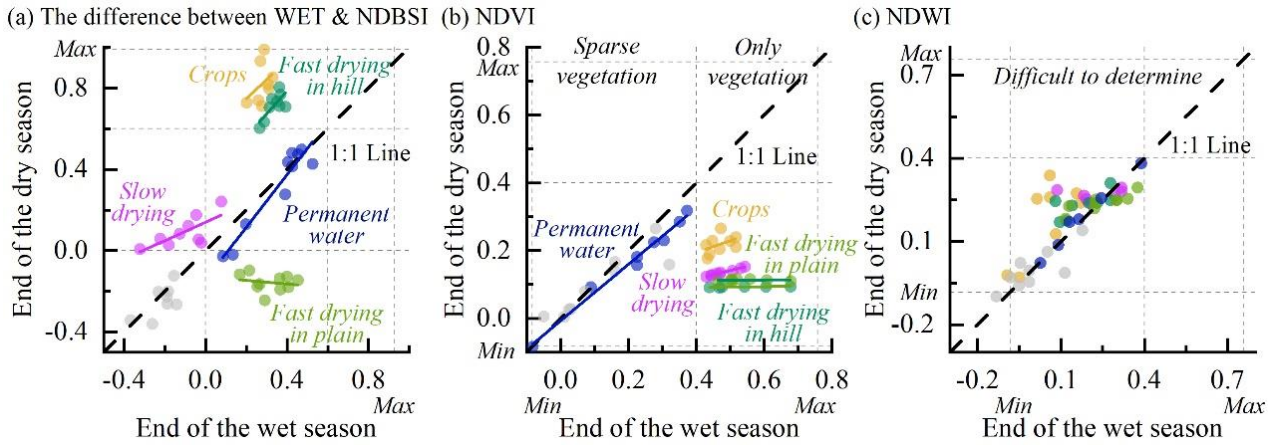 (a) The difference between WET & NDBSI
Max
0.8
0.4
0.0
-0.4
End of the dry season
Crops
Fast drying
in hill
1:1 Line
Slow
drying
Permanent
water
Fast drying
in plain
-0.4 0.0 0.4 0.8
Max
End of the wet season
(b) NDVI
0.8
Max
0.6
0.4
0.2
0.0
Min
End of the dry season
Sparse
vegetation
Only
vegetation
1:1 Line
Permanent
water
Crops
Fast drying
in plain
Slow
drying
Fast drying
in hill
0.0 0.2 0.4 0.6 0.8
Min Max
End of the wet season
(c) NDWI
Max
0.7
0.4
0.1
Min
-0.2
End of the dry season
Difficult to determine
1:1 Line
-0.2 0.1 0.4 0.7
Min Max
End of the wet season